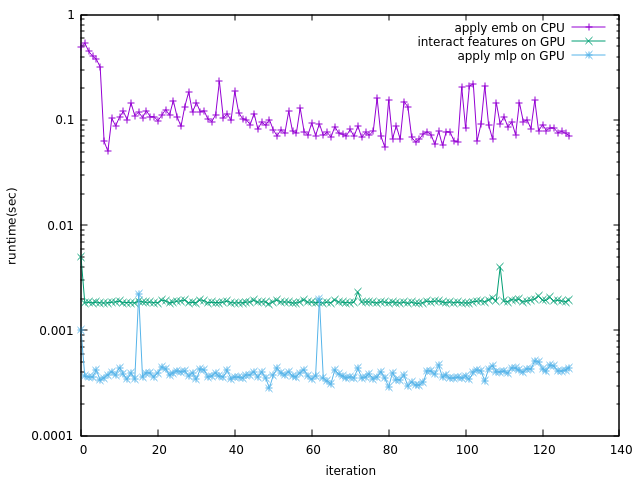 1
0.1
0.01
0.001
0.0001
0 20 40 60 80 100 120 140
runtime(sec)
iteration
apply emb on CPU
interact features on GPU
apply mlp on GPU